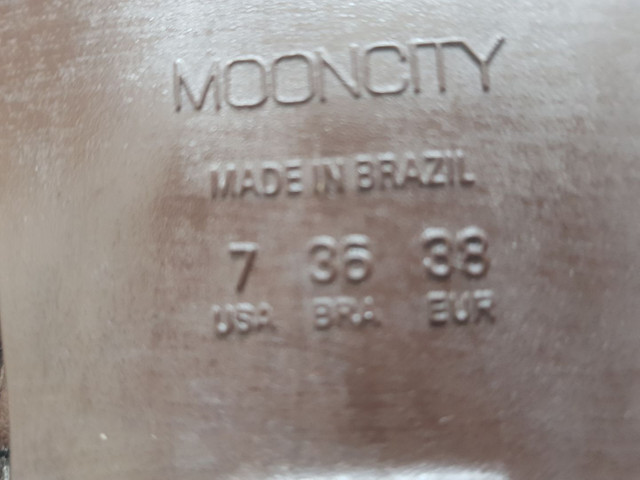 MOONCITY
MADE IN BRAZIL
7 36 38
USA BRA EUR